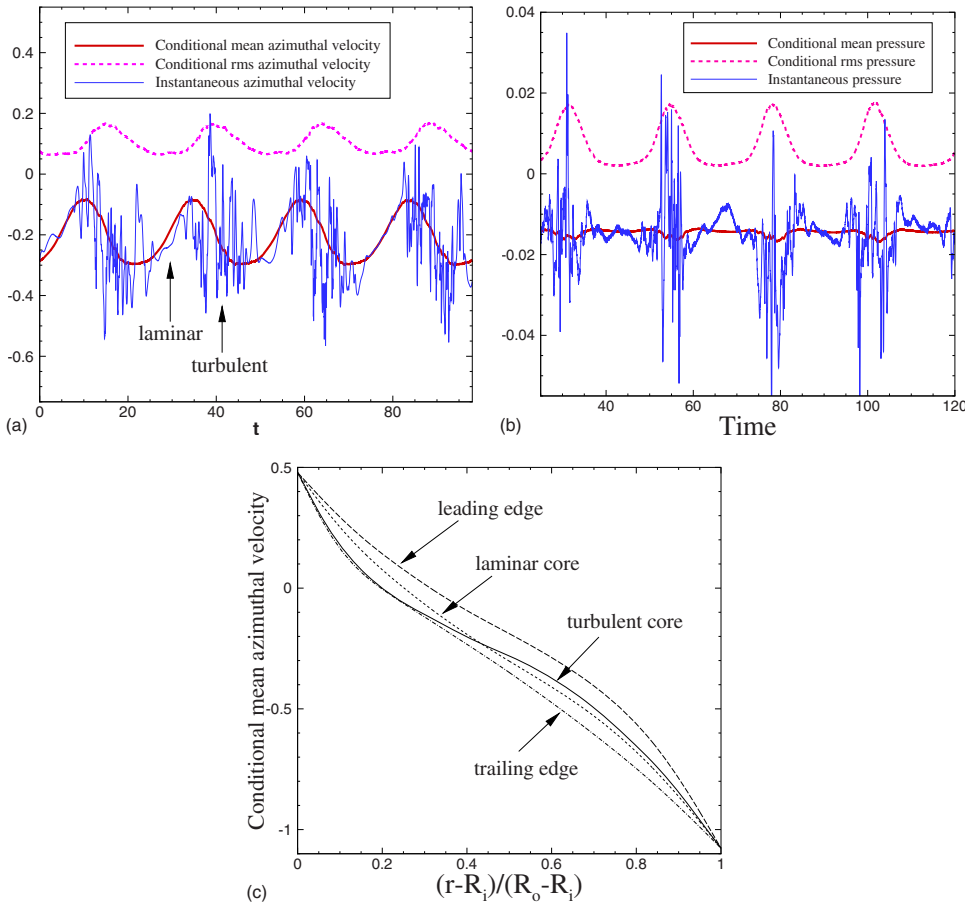 0.4
0.2
0
-0.2
-0.4
-0.6
0
20
40
60
80
Conditional mean azimuthal velocity
Conditional rms azimuthal velocity
Instantaneous azimuthal velocity
laminar
turbulent
(a)
t
0.04
0.02
0
-0.02
-0.04
40
60
80
100
120
Conditional mean pressure
Conditional rms pressure
Instantaneous pressure
(b)
Time
Conditional mean azimuthal velocity
0.5
0
-0.5
-1
0
0.2
0.4
0.6
0.8
1
leading edge
laminar core
turbulent core
trailing edge
(c)
(r-Ri)/(Ro-Ri)